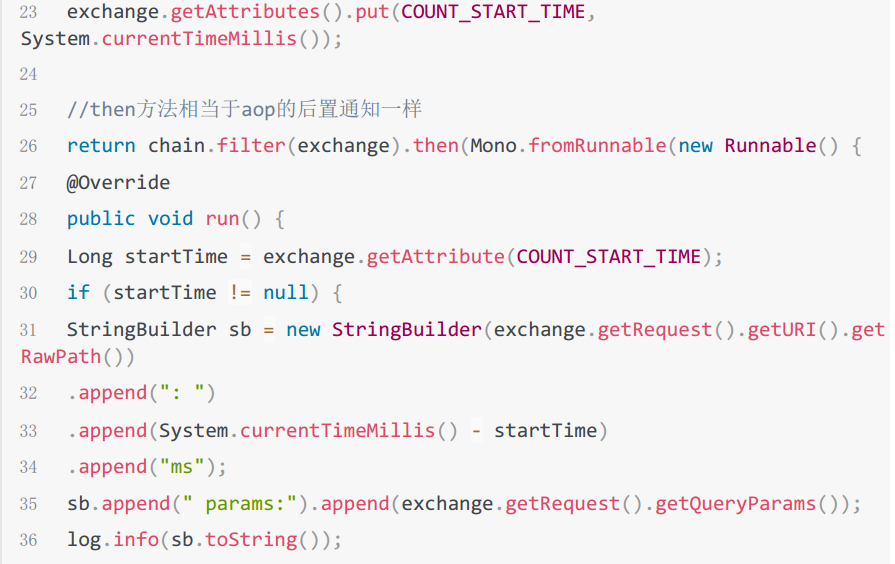 23 exchange.getAttributes().put(COUNT_START_TIME,
System.currentTimeMillis());
24
25 //then方法相当于aop的后置通知一样
26 return chain.filter(exchange).then(Mono.fromRunnable(new Runnable() {
27 @Override
28 public void run() {
29 Long startTime = exchange.getAttribute(COUNT_START_TIME);
30 if (startTime != null) {
31 StringBuilder sb = new StringBuilder(exchange.getRequest().getURI().get
RawPath())
32 .append(": ")
33 .append(System.currentTimeMillis() - startTime)
34 .append("ms");
35 sb.append(" params:").append(exchange.getRequest().getQueryParams());
36 log.info(sb.toString());